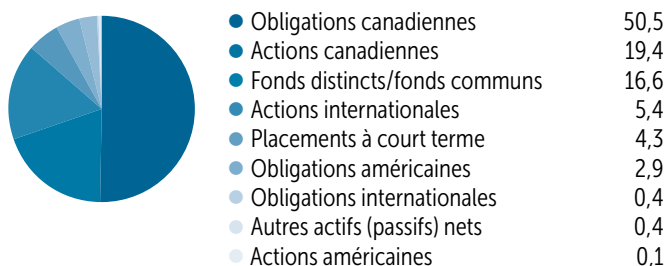 Obligations canadiennes 50,5
Actions canadiennes 19,4
Fonds distincts/fonds communs 16,6
Actions internationales 5,4
Placements à court terme 4,3
Obligations américaines 2,9
Obligations internationales 0,4
Autres actifs (passifs) nets 0,4
Actions américaines 0,1